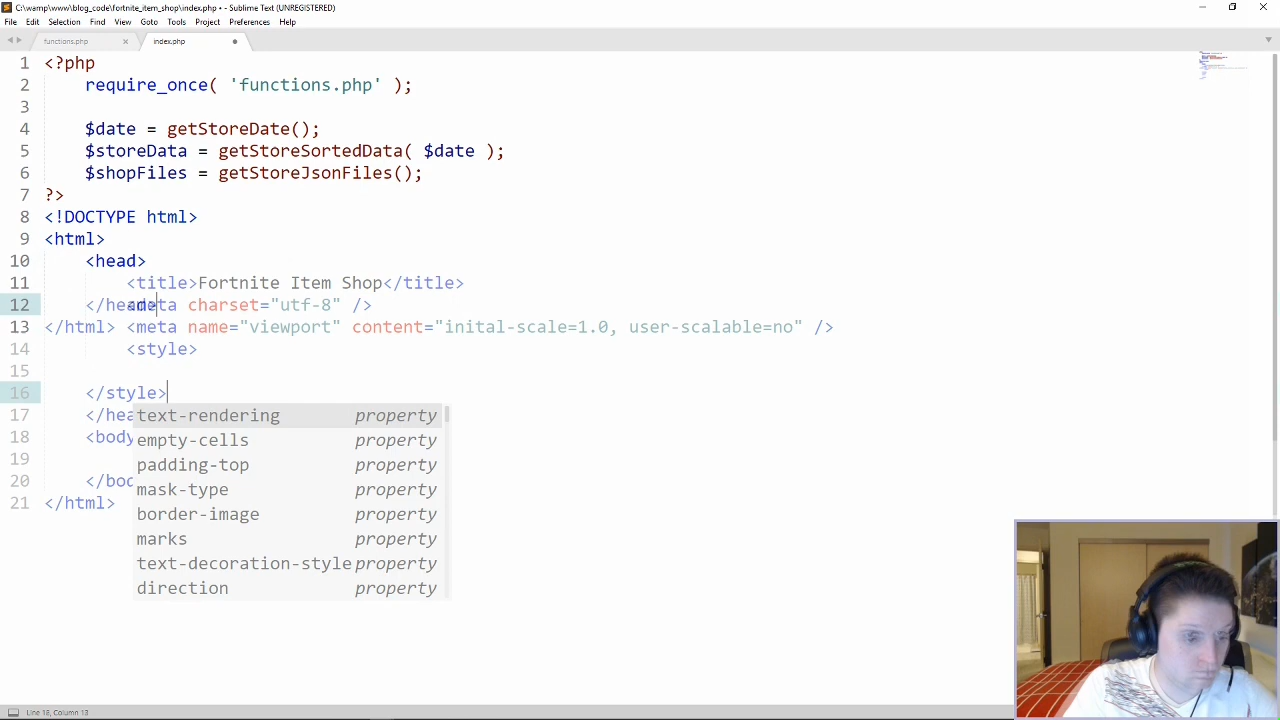 C:\wamp\www\blog_code\fortnite_item_shop\index.php • - Sublime Text (UNREGISTERED)
File Edit Selection Find View Goto Tools Project Preferences Help
functions.php index.php
1 <?php
2 require_once( 'functions.php' );
3
4 $date = getStoreDate();
5 $storeData = getStoreSortedData( $date );
6 $shopFiles = getStoreJsonFiles();
7 ?>
8 <!DOCTYPE html>
9 <html>
10 <head>
11 <title>Fortnite Item Shop</title>
12 charset="utf-8" />
13 </html> <meta name="viewport" content="inital-scale=1.0, user-scalable=no" />
14 <style>
15
16 </style>
text-rendering property
17 </hea
empty-cells property
18 <body
padding-top property
19
mask-type property
20 </bod
21 </html>
border-image property
marks property
text-decoration-style property
direction property
Line 16, Column 13